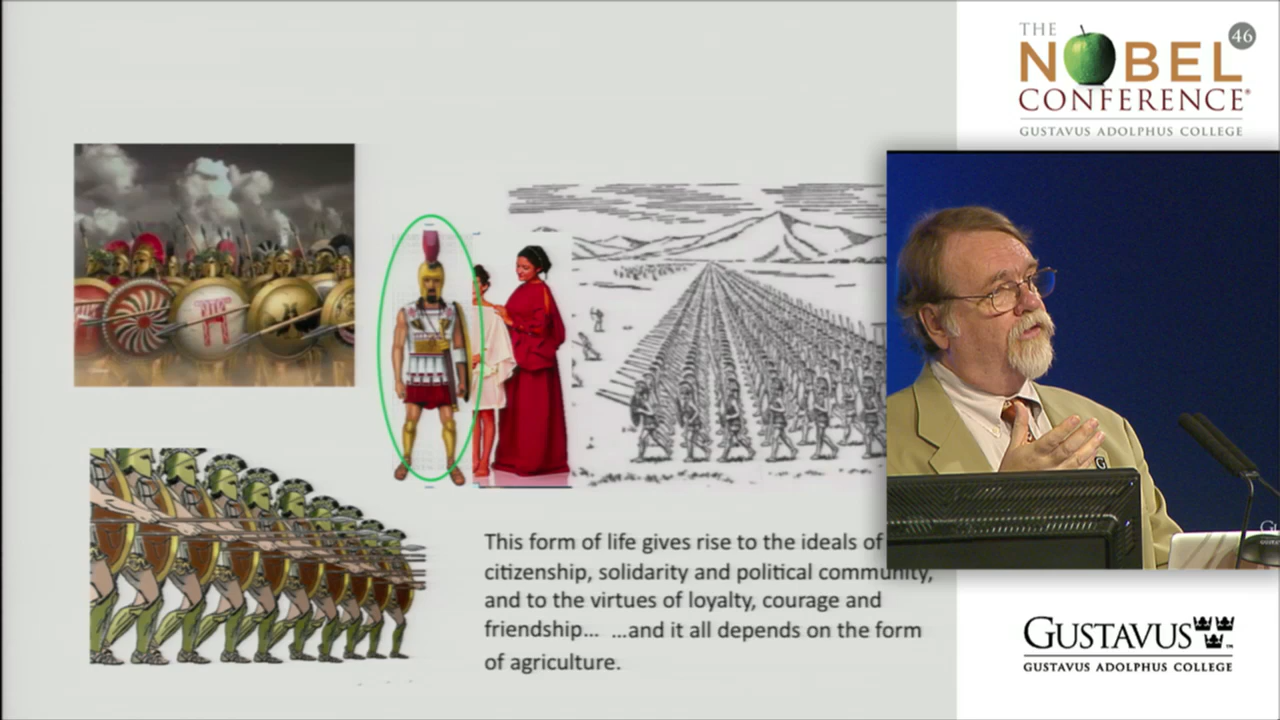 THE
NOBEL
46
CONFERENCE®
GUSTAVUS ADOLPHUS COLLEGE
This form of life gives rise to the ideals of
citizenship, solidarity and political community,
and to the virtues of loyalty, courage and
friendship... ...and it all depends on the form
of agriculture.
G
GUSTAVUS™
GUSTAVUS ADOLPHUS COLLEGE